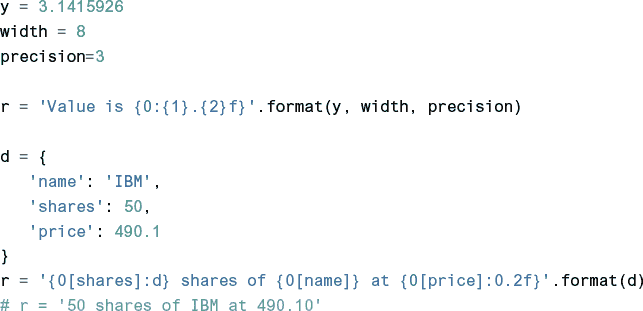 y = 3.1415926
width = 8
precision=3
r = 'Value is {0:{1}.{2}f}'.format(y, width, precision)
d = {
'name': 'IBM',
'shares': 50,
'price': 490.1
}
r = '{0[shares]:d} shares of {0[name]} at {0[price]:0.2f}'.format(d)
# r = '50 shares of IBM at 490.10'